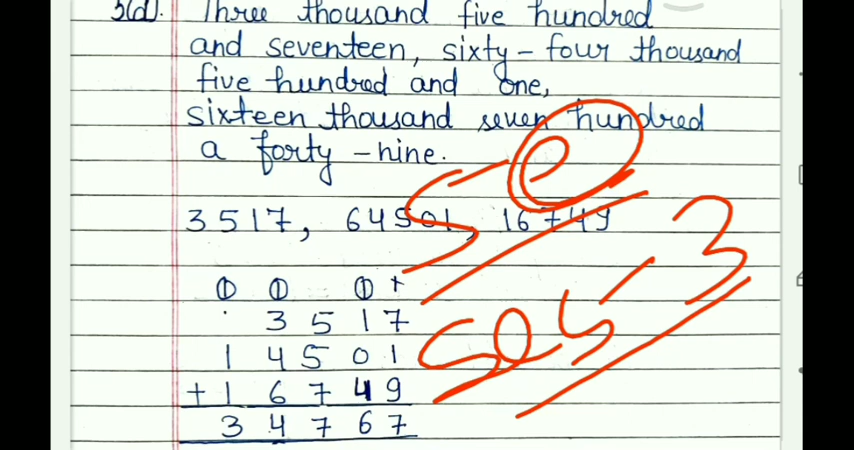 5(d). Three thousand five hundred
and seventeen, sixty-four thousand
five hundred and one,
sixteen thousand seven hundred
a forty-nine.
3517, 64501, 16749
① ① ① +
3 5 1 7
1 4 5 0 1
+ 1 6 7 4 9
3 4 7 6 7